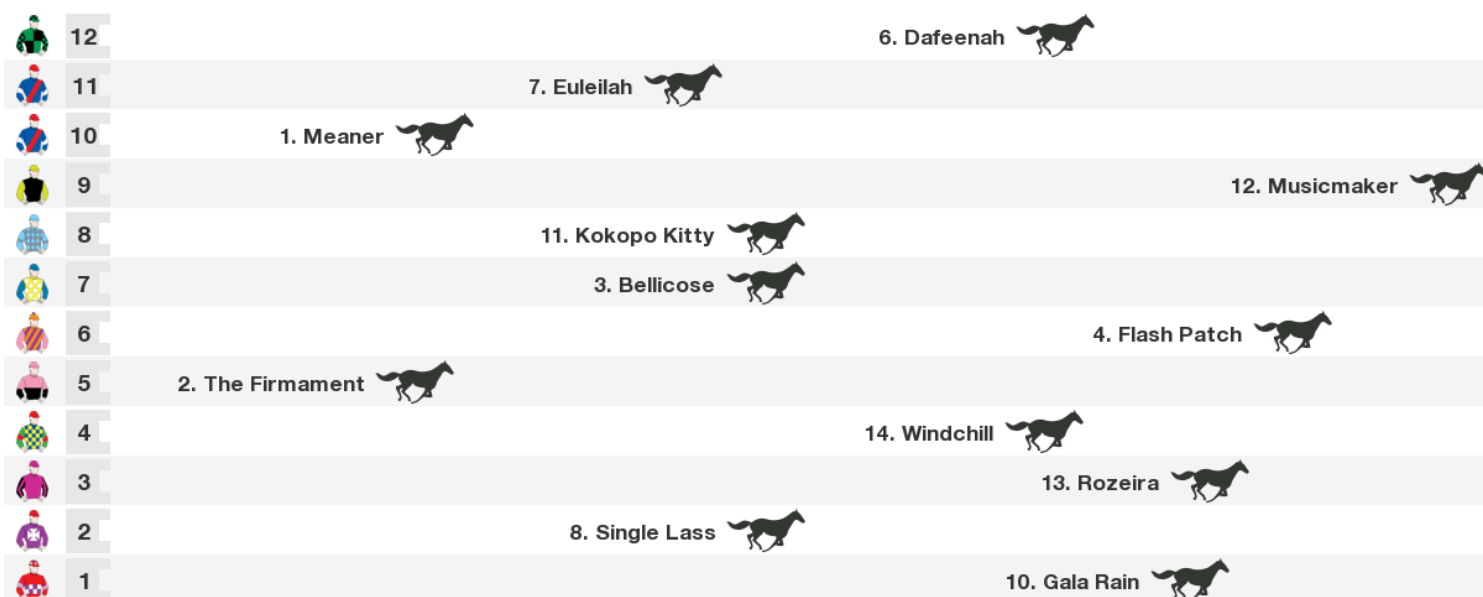 12 6. Dafeenah
11 7. Euleilah
10 1. Meaner
9 12. Musicmaker
8 11. Kokopo Kitty
7 3. Bellicose
6 4. Flash Patch
5 2. The Firmament
4 14. Windchill
3 13. Rozeira
2 8. Single Lass
1 10. Gala Rain